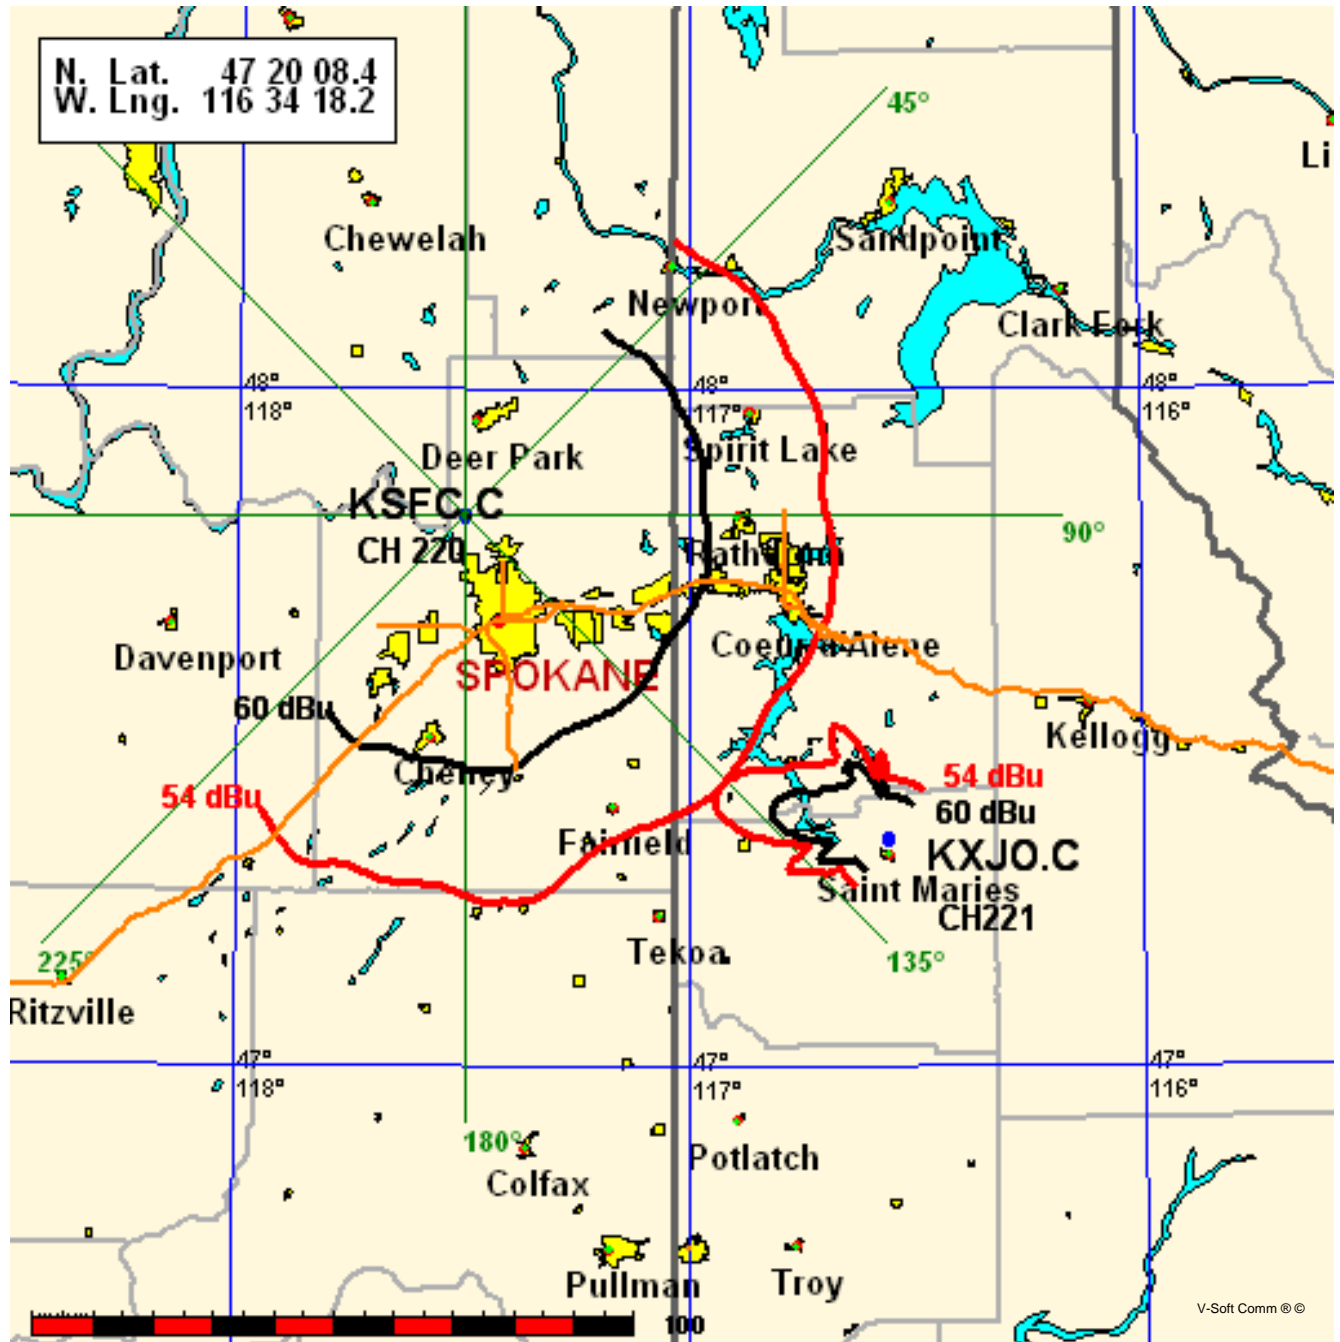 N. Lat. 47 20 08.4
W. Lng. 116 34 18.2
45°
Li
Chewelah
Sandpoint
Newport
Clark Fork
48°
118°
48°
117°
48°
116°
Deer Park
Spirit Lake
KSFC.C
CH 220
90°
Davenport
SPOKANE
60 dBu
Kellogg
Cheney
54 dBu
54 dBu
60 dBu
Fairfield
KXJO.C
Saint Maries
CH221
Tekoa
225°
135°
Ritzville
47°
118°
47°
117°
47°
116°
180°
Colfax
Potlatch
Pullman
Troy
100
V-Soft Comm ® ©